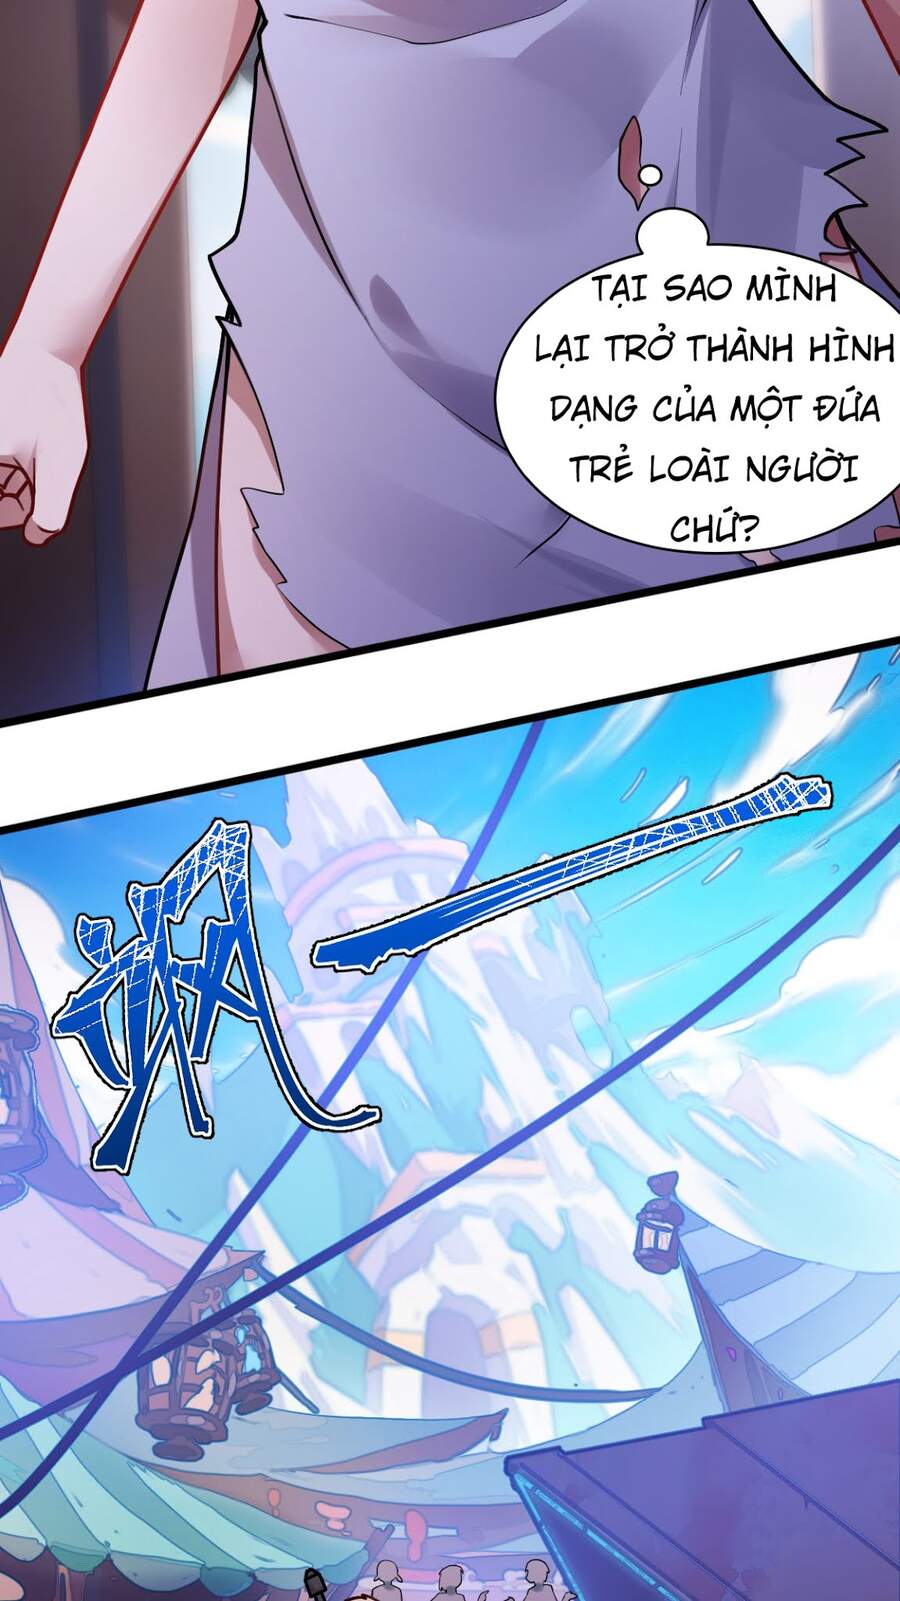 TẠI SAO MÌNH
LẠI TRỞ THÀNH HÌNH
DẠNG CỦA MỘT ĐỨA
TRẺ LOÀI NGƯỜI
CHỨ?